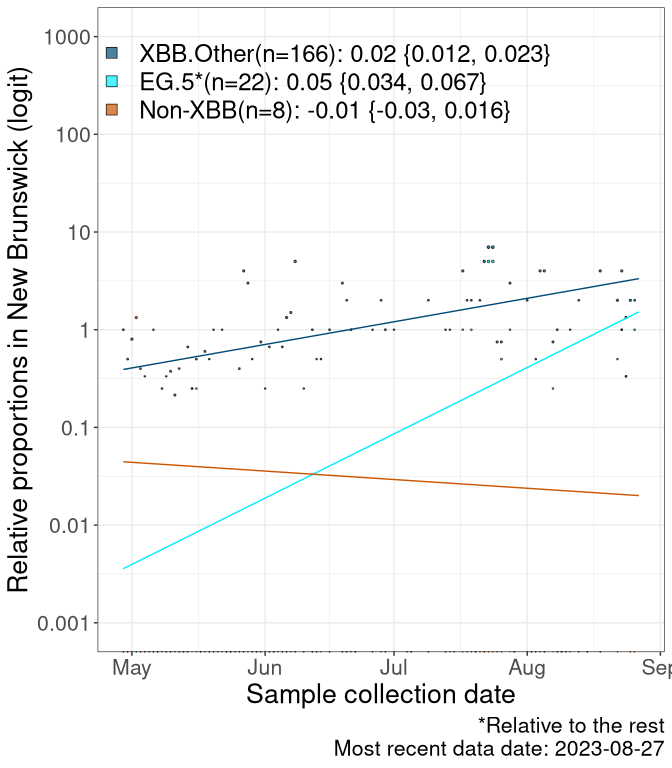 Relative proportions in New Brunswick (logit)
1000
100
10
1
0.1
0.01
0.001
XBB.Other(n=166): 0.02 {0.012, 0.023}
EG.5*(n=22): 0.05 {0.034, 0.067}
Non-XBB(n=8): -0.01 {-0.03, 0.016}
May Jun Jul Aug Sep
Sample collection date
*Relative to the rest
Most recent data date: 2023-08-27